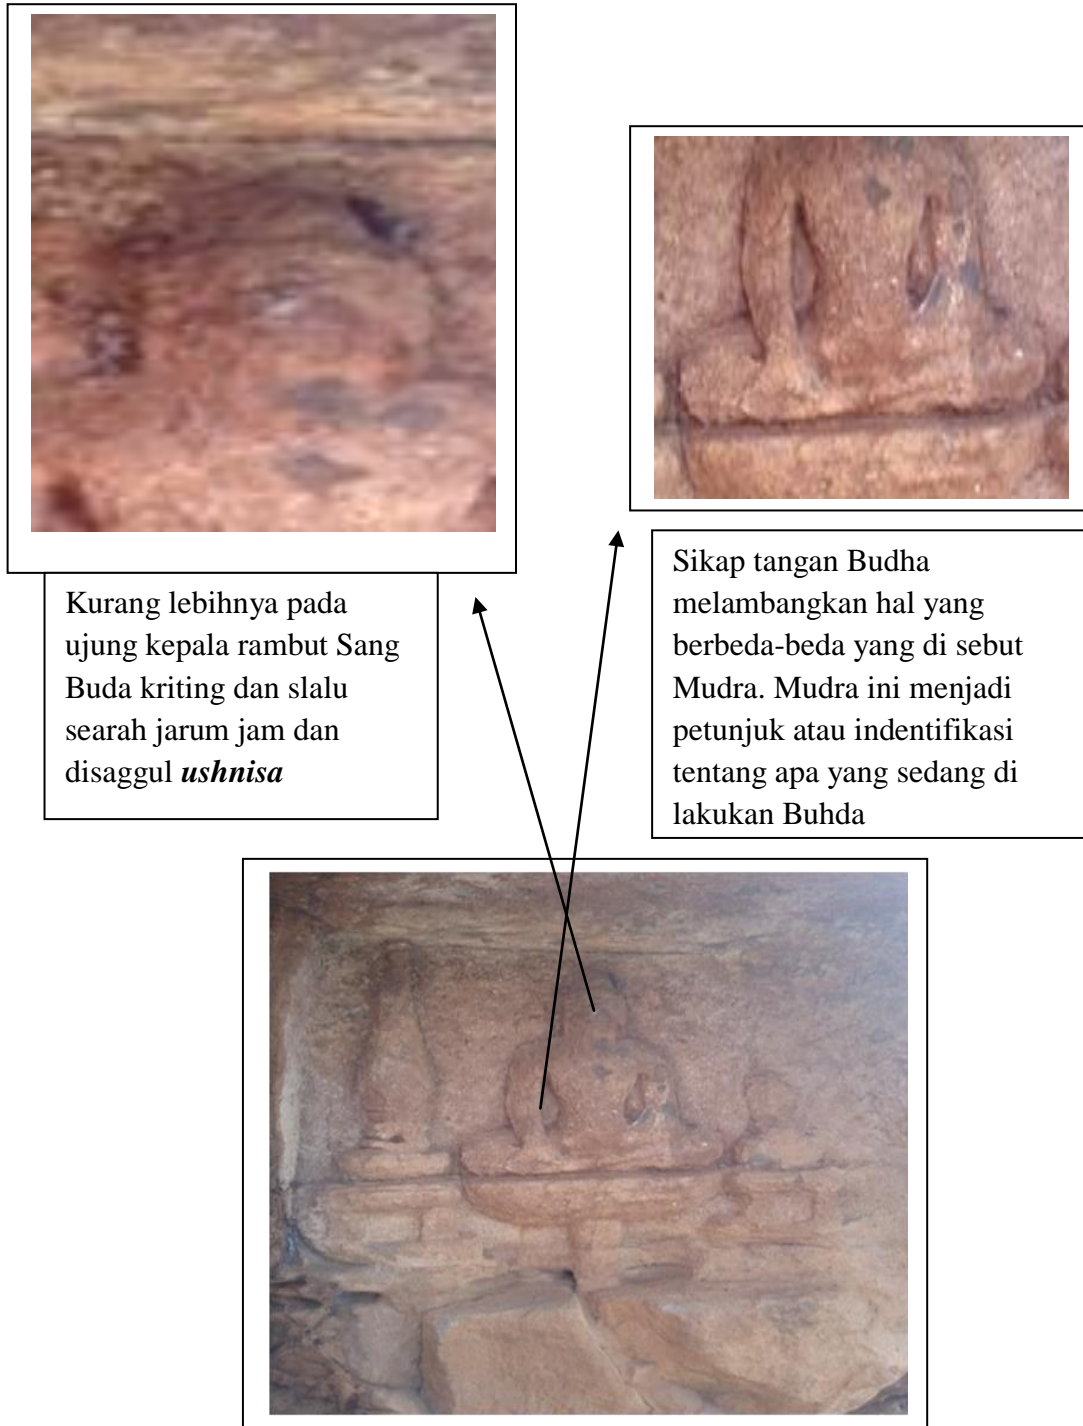 Kurang lebihnya pada
ujung kepala rambut Sang
Buda kriting dan slalu
searah jarum jam dan
disaggul ushnisa
Sikap tangan Budha
melambangkan hal yang
berbeda-beda yang di sebut
Mudra. Mudra ini menjadi
petunjuk atau indentifikasi
tentang apa yang sedang di
lakukan Buhda